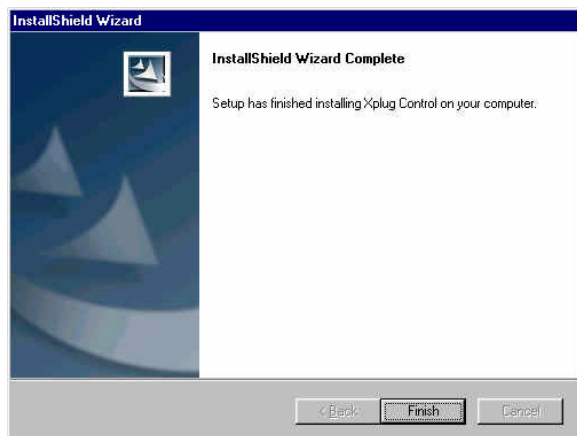 InstallShield Wizard
InstallShield Wizard Complete
Setup has finished installing Xplug Control on your computer.
< Back
Finish
Cancel